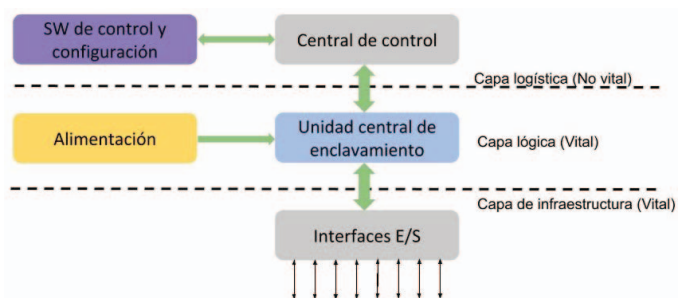 SW de control y
configuración
Central de control
Capa logística (No vital)
Alimentación
Unidad central de
enclavamiento
Capa lógica (Vital)
Capa de infraestructura (Vital)
Interfaces E/S